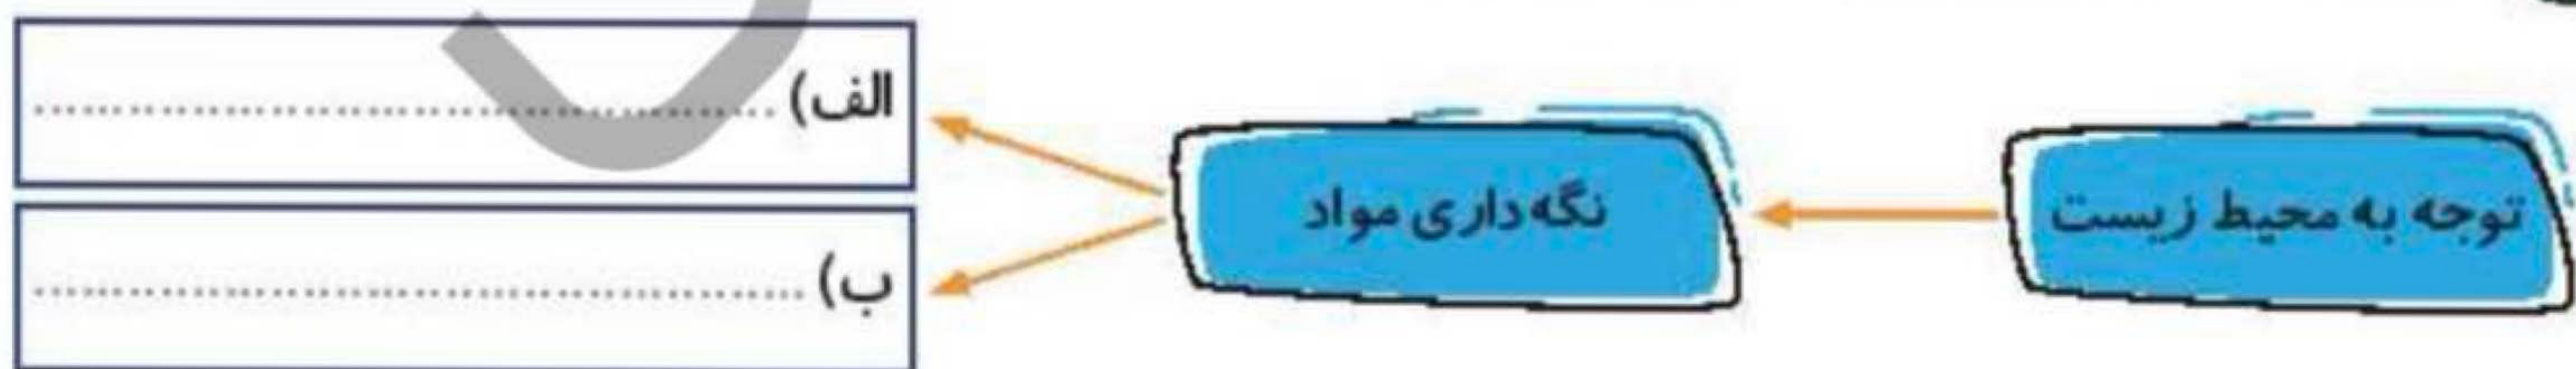 توجه به محیط زیست
نگه‌داری مواد
الف) ........................................
ب) ........................................